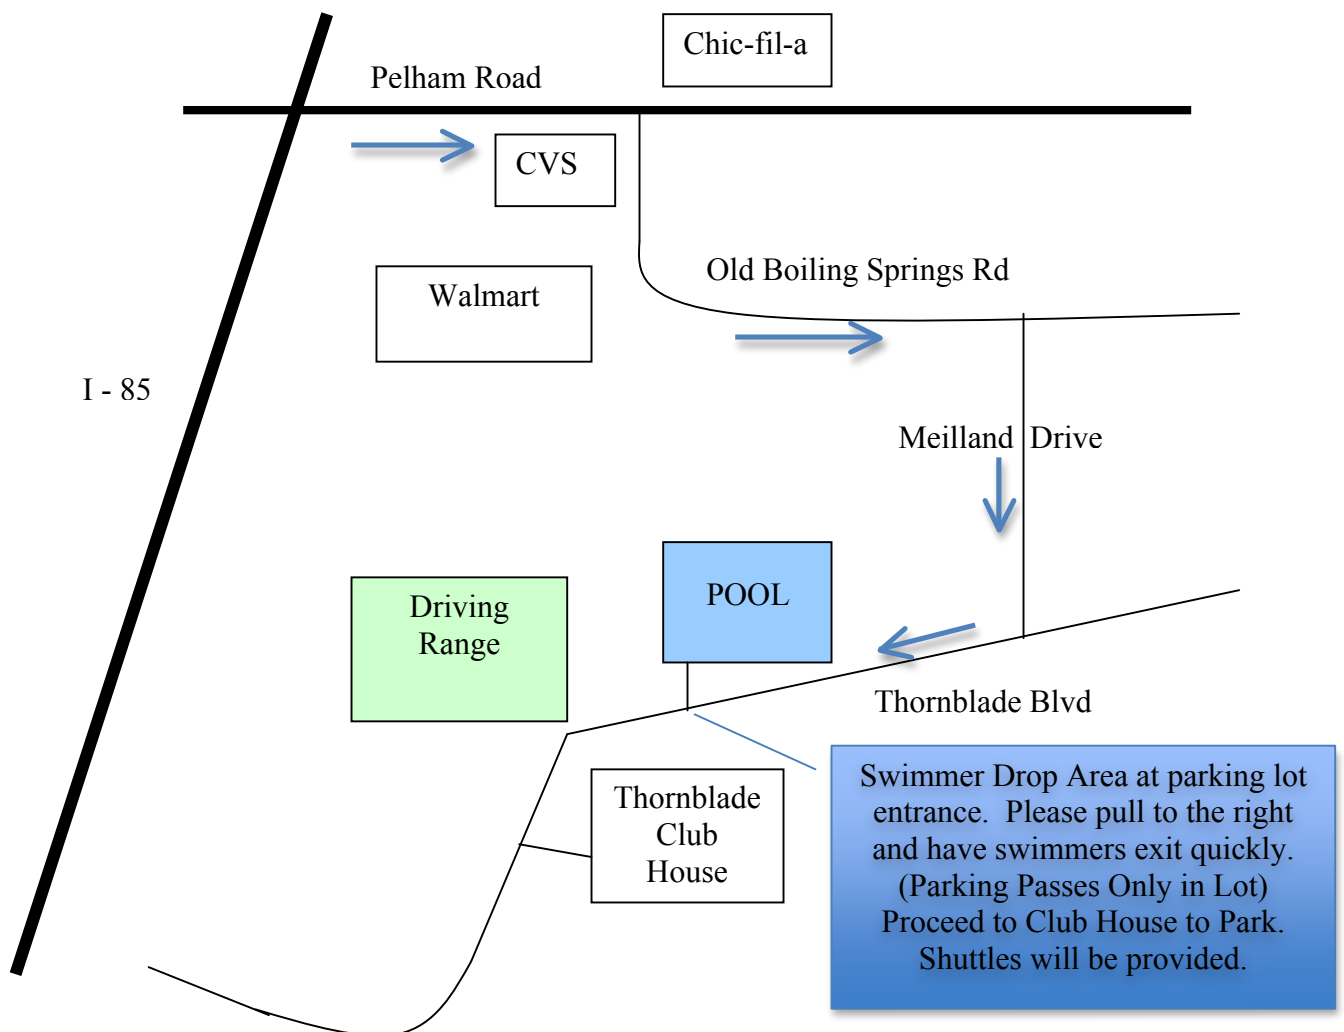 Chic-fil-a
Pelham Road
CVS
Old Boiling Springs Rd
Walmart
I - 85
Meilland Drive
Driving
Range
POOL
Thornblade Blvd
Thornblade
Club
House
Swimmer Drop Area at parking lot
entrance.  Please pull to the right
and have swimmers exit quickly.
(Parking Passes Only in Lot)
Proceed to Club House to Park.
Shuttles will be provided.